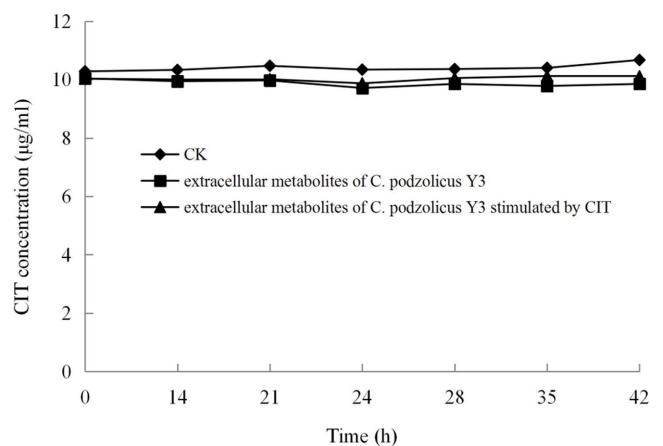 12
10
8
6
4
2
0
CIT concentration (μg/ml)
CK
extracellular metabolites of C. podzolicus Y3
extracellular metabolites of C. podzolicus Y3 stimulated by CIT
0 14 21 24 28 35 42
Time (h)